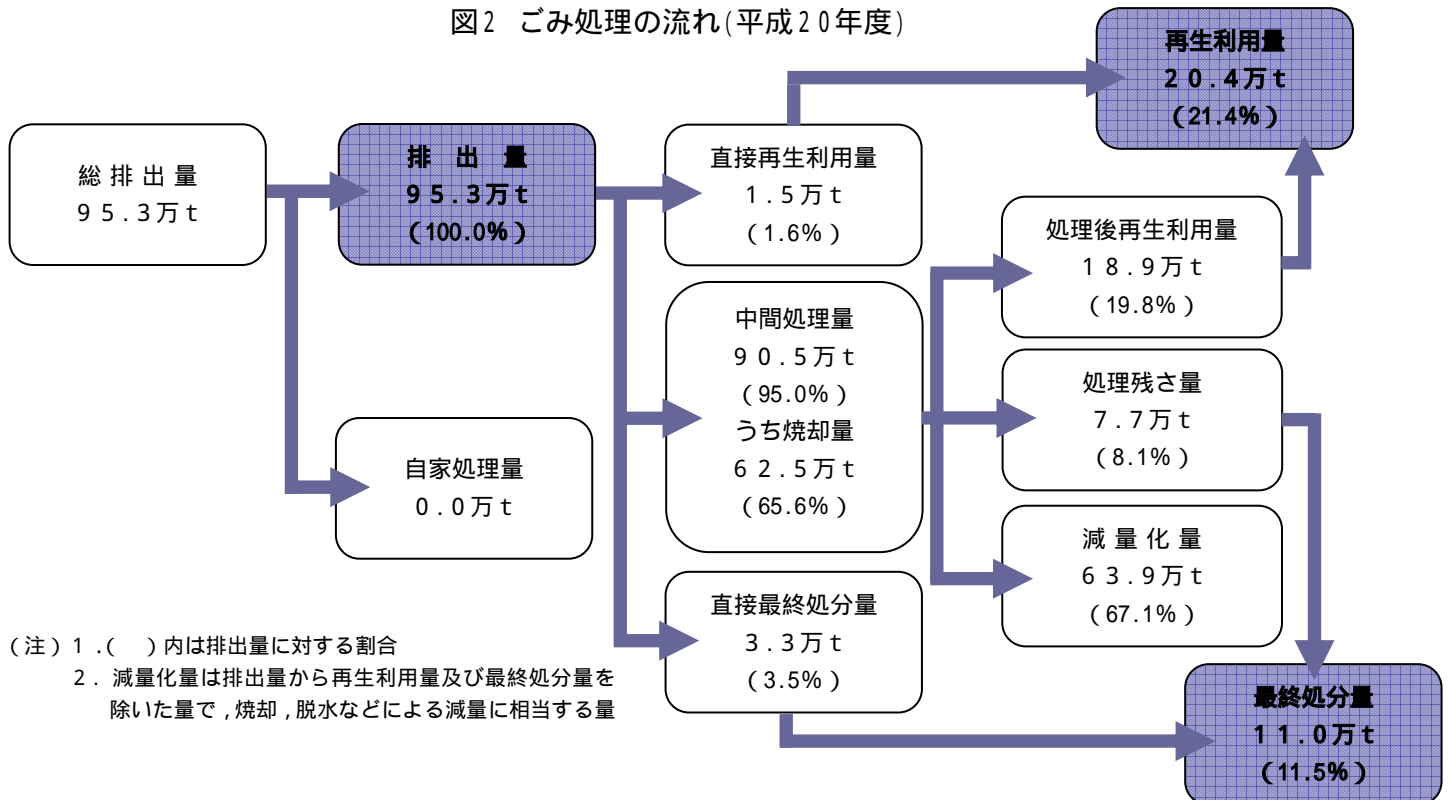 図2 ごみ処理の流れ(平成20年度)
総排出量
95.3万t
排出量
95.3万t
(100.0%)
自家処理量
0.0万t
直接再生利用量
1.5万t
(1.6%)
中間処理量
90.5万t
(95.0%)
うち焼却量
62.5万t
(65.6%)
直接最終処分量
3.3万t
(3.5%)
再生利用量
20.4万t
(21.4%)
処理後再生利用量
18.9万t
(19.8%)
処理残さ量
7.7万t
(8.1%)
減量化量
63.9万t
(67.1%)
最終処分量
11.0万t
(11.5%)
(注)1.( )内は排出量に対する割合
2.減量化量は排出量から再生利用量及び最終処分量を
除いた量で,焼却,脱水などによる減量に相当する量